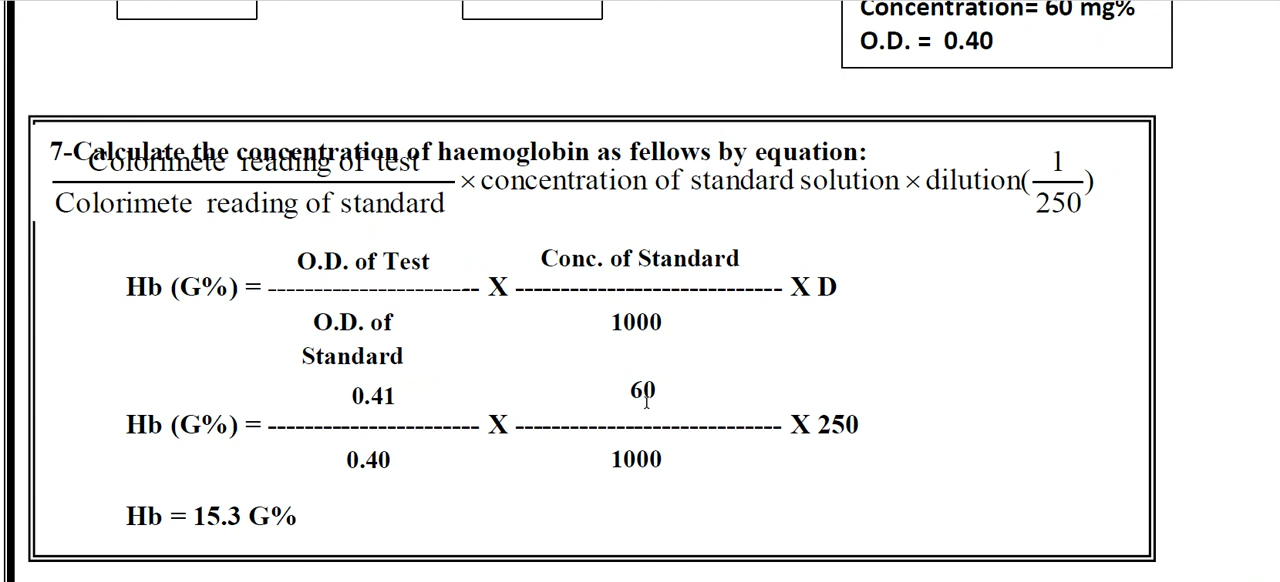 Concentration= 60 mg%
O.D. = 0.40
7-Calculate the concentration of haemoglobin as fellows by equation:
Colorimete reading of test
Colorimete reading of standard × concentration of standard solution × dilution( 1 / 250 )
O.D. of Test Conc. of Standard
Hb (G%) = ----------------------- X ----------------------------- X D
O.D. of 1000
Standard
0.41 60
Hb (G%) = ----------------------- X ----------------------------- X 250
0.40 1000
Hb = 15.3 G%